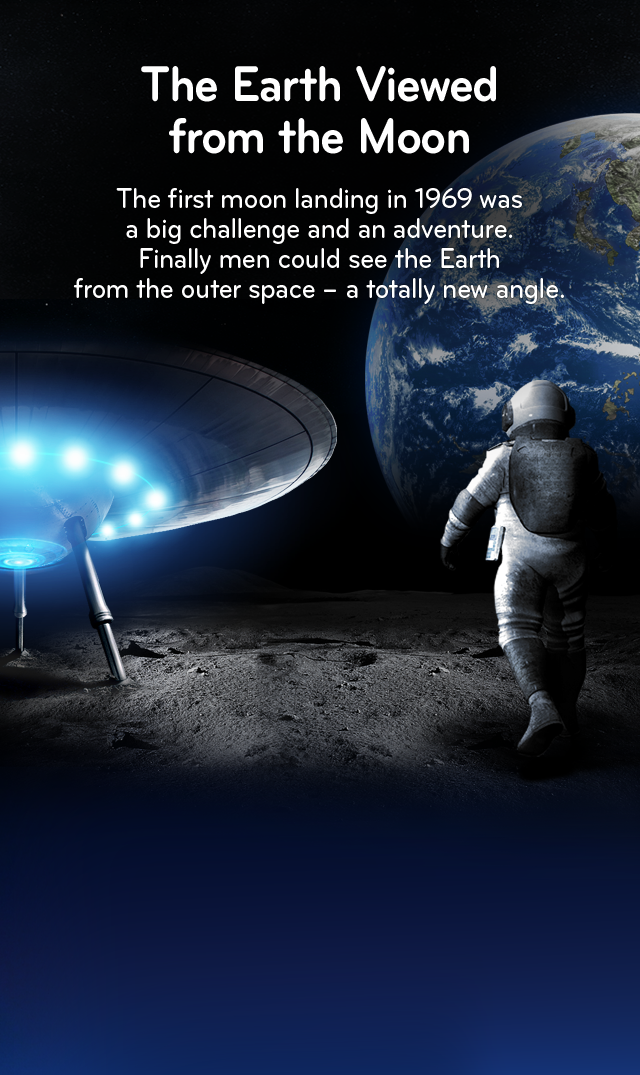 The Earth Viewed
from the Moon
The first moon landing in 1969 was
a big challenge and an adventure.
Finally men could see the Earth
from the outer space – a totally new angle.